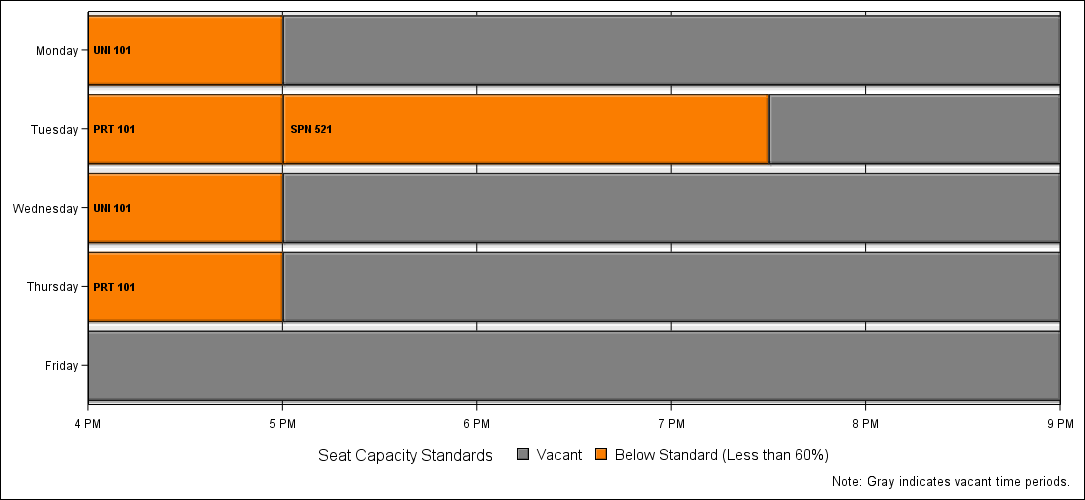 Monday
UNI 101
Tuesday
PRT 101
SPN 521
Wednesday
UNI 101
Thursday
PRT 101
Friday
4 PM 5 PM 6 PM 7 PM 8 PM 9 PM
Seat Capacity Standards Vacant Below Standard (Less than 60%)
Note: Gray indicates vacant time periods.